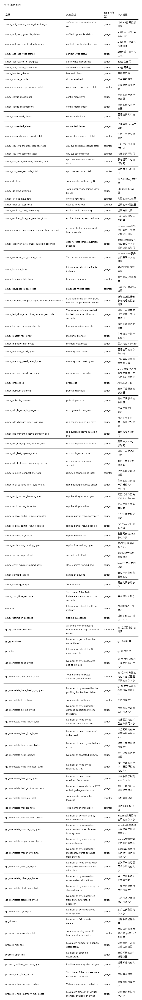 监控指标列表
指标 英文描述 type（类型） 中文描述
amdc_aof_current_rewrite_duration_sec aof current rewrite duration sec gauge 当前aof重写持续时间
amdc_aof_last_bgrewrite_status aof last bgrewrite status gauge aof最后一次后台重写状态
amdc_aof_last_rewrite_duration_sec aof last rewrite duration sec gauge aof最后一次写入持续时间
amdc_aof_last_write_status aof last write status gauge aof最后一次写入状态
amdc_aof_rewrite_in_progress aof rewrite in progress gauge aof正在重写
amdc_aof_rewrite_scheduled aof rewrite scheduled gauge aof重写调度
amdc_blocked_clients blocked clients gauge 等待客户端
amdc_cluster_enabled cluster enabled gauge 是否集群模式
amdc_commands_processed_total commands processed total counter 处理的总命令次数
amdc_config_maxclients config maxclients gauge 设置的最大客户端数量
amdc_config_maxmemory config maxmemory gauge 设置的最大内存容量
amdc_connected_clients connected clients gauge 已经连接客户端数
amdc_connected_slaves connected slaves gauge 已连接的slaves节点数
amdc_connections_received_total connections received total counter 连接一共接受的数据
amdc_cpu_sys_children_seconds_total cpu sys children seconds total counter 子进程内核态执行时间
amdc_cpu_sys_seconds_total cpu sys seconds total counter 内核态执行时间
amdc_cpu_user_children_seconds_total cpu user children seconds total counter 子进程用户态执行时间
amdc_cpu_user_seconds_total cpu user seconds total counter 用户模式执行时间
amdc_db_keys Total number of keys by DB gauge 每个db的key的数量
amdc_db_keys_expiring Total number of expiring keys by DB gauge DB过期的key数量
amdc_evicted_keys_total evicted keys total counter 淘汰的key总数量
amdc_expired_keys_total expired keys total counter 过期的key总数量
amdc_expired_stale_percentage expired stale percentage gauge 过期失效比例
amdc_expired_time_cap_reached_total expired time cap reached total gauge 达到超时时间的总数量
amdc_exporter_last_scrape_connect_time_seconds exporter last scrape connect time seconds gauge prometheus服务接口最后一次建立连接的时长
amdc_exporter_last_scrape_duration_seconds exporter last scrape duration seconds gauge prometheus服务接口最后一次处理请求持续时间
amdc_exporter_last_scrape_error The last scrape error status. gauge prometheus服务接口最后一次的错误
amdc_instance_info Information about the Redis instance gauge AMDC的版本等信息
amdc_keyspace_hits_total keyspace hits total counter 命中的key的总数量
amdc_keyspace_misses_total keyspace misses total counter 未命中的key的总数量
amdc_last_key_groups_scrape_duration_milliseconds Duration of the last key group metrics scrape in milliseconds gauge 获取keys数据信息和处理的持续时间
amdc_last_slow_execution_duration_seconds The amount of time needed for last slow execution, in seconds gauge 最后一次慢查询日志的执行的所需时间
amdc_lazyfree_pending_objects lazyfree pending objects gauge 惰性删除的对象数量
amdc_master_repl_offset master repl offset gauge 主节点交互处理的偏移
amdc_memory_max_bytes memory max bytes gauge 最大内存（bytes)
amdc_memory_used_bytes memory used bytes gauge 已经使用的内存(bytes)
amdc_memory_used_peak_bytes memory used peak bytes gauge 已经使用的的内存的最大值
amdc_memory_used_rss_bytes memory used rss bytes gauge amdc进程独占内存和共享库一共占用的内存大小
amdc_process_id process id gauge AMDC进程ID
amdc_pubsub_channels pubsub channels gauge 发布订阅通道的总数量
amdc_pubsub_patterns pubsub patterns gauge 发布订阅模式的总数量
amdc_rdb_bgsave_in_progress rdb bgsave in progress gauge 是否正在进行RDB
amdc_rdb_changes_since_last_save rdb changes since last save gauge 自从上次RDB后，有多少脏数据
amdc_rdb_current_bgsave_duration_sec rdb current bgsave duration sec gauge 当前RDB持续时间
amdc_rdb_last_bgsave_duration_sec rdb last bgsave duration sec gauge 最后一次RDB持续时间
amdc_rdb_last_bgsave_status rdb last bgsave status gauge 最后一次RDB的状态
amdc_rdb_last_save_timestamp_seconds rdb last save timestamp seconds gauge 最后一次RDB的时间戳
amdc_rejected_connections_total rejected connections total counter 拒绝的连接连总数量
amdc_repl_backlog_first_byte_offset repl backlog first byte offset gauge 积累的交互式命令的偏移大小(bytes)
amdc_repl_backlog_history_bytes repl backlog history bytes gauge 交互式命令历史记录大小(bytes)
amdc_repl_backlog_is_active repl backlog is active gauge 交互式命令是否有积累
amdc_replica_partial_resync_accepted replica partial resync accepted gauge PSYNC命令接受次数
amdc_replica_partial_resync_denied replica partial resync denied gauge PSYNC命令拒绝的次数
amdc_replica_resyncs_full replica resyncs full gauge 全量同步给slave节点次数
amdc_replication_backlog_bytes replication backlog bytes gauge RDB同步积累的命令大小
amdc_second_repl_offset second repl offset gauge RDB同步过程的偏移时间
amdc_slave_expires_tracked_keys slave expires tracked keys gauge Slave节点过期的总数
amdc_slowlog_last_id Last id of slowlog gauge 最后一条满查询日志的ID
amdc_slowlog_length Total slowlog gauge 满查询日志的总数
amdc_start_time_seconds Start time of the Redis instance since unix epoch in seconds. gauge 启动时间（秒）
amdc_up Information about the Redis instance gauge AMDC是否正在运行
amdc_uptime_in_seconds uptime in seconds gauge 启动到现在的时间（秒）
go_gc_duration_seconds A summary of the pause duration of garbage collection cycles. summary go 垃圾回收持续时间
go_goroutines Number of goroutines that currently exist. gauge go 协程数量
go_info Information about the Go environment. gauge go 版本信息
go_memstats_alloc_bytes Number of bytes allocated and still in use. gauge go 程序中分配并正在使用的内存大小
go_memstats_alloc_bytes_total Total number of bytes allocated, even if freed. counter go 程序中分配的内存，包括已经释放的内存大小
go_memstats_buck_hash_sys_bytes Number of bytes used by the profiling bucket hash table. gauge go 哈表表中的分析桶占用内存大小
go_memstats_frees_total Total number of frees. counter 空闲内存大小
go_memstats_gc_sys_bytes Number of bytes used for garbage collection system metadata. gauge 垃圾回收元数据占用内存大小
go_memstats_heap_alloc_bytes Number of heap bytes allocated and still in use. gauge 堆分配的内存并且正在使用大小
go_memstats_heap_idle_bytes Number of heap bytes waiting to be used. gauge 堆分配的内存并且等待被使用的大小
go_memstats_heap_inuse_bytes Number of heap bytes that are in use. gauge 堆中正在使用的内存大小
go_memstats_heap_objects Number of allocated objects. gauge 堆中分配的对象数量
go_memstats_heap_released_bytes Number of heap bytes released to OS. gauge 堆中分配的内存中，已经释放的内存大小
go_memstats_heap_sys_bytes Number of heap bytes obtained from system. gauge 堆从系统获取到的内存大小
go_memstats_last_gc_time_seconds Number of seconds since 1970 of last garbage collection. gauge 最后一次执行垃圾回收的时间
go_memstats_lookups_total Total number of pointer lookups. counter 指针查找总数
go_memstats_mallocs_total Total number of mallocs. counter 执行malloc的次数
go_memstats_mcache_inuse_bytes Number of bytes in use by mcache structures. gauge mcache数据结构使用的内存大小
go_memstats_mcache_sys_bytes Number of bytes used for mcache structures obtained from system. gauge mcache数据结构从系统中获得的内存大小
go_memstats_mspan_inuse_bytes Number of bytes in use by mspan structures. gauge mspan数据结构使用的内存大小
go_memstats_mspan_sys_bytes Number of bytes used for mspan structures obtained from system. gauge mspan数据结构从系统中获得的内存大小
go_memstats_next_gc_bytes Number of heap bytes when next garbage collection will take place. gauge 触发下一次垃圾回收中堆内存大小
go_memstats_other_sys_bytes Number of bytes used for other system allocations. gauge 用于其他系统分配的字节数
go_memstats_stack_inuse_bytes Number of bytes in use by the stack allocator. gauge 正在使用的栈占用的内存大小
go_memstats_stack_sys_bytes Number of bytes obtained from system for stack allocator. gauge 栈从内存分配获得的内存大小
go_memstats_sys_bytes Number of bytes obtained from system. gauge 从系统获取的内存大小
go_threads Number of OS threads created. gauge 进程系统线程数量
process_cpu_seconds_total Total user and system CPU time spent in seconds. counter 进程用户态和内核态的cpu执行时间总量
process_max_fds Maximum number of open file descriptors. gauge 进程最大打开的文件描述数量
process_open_fds Number of open file descriptors. gauge 进程打开的文件描述数量
process_resident_memory_bytes Resident memory size in bytes. gauge 进程常驻内存大小
process_start_time_seconds Start time of the process since unix epoch in seconds. gauge 进程启动时常
process_virtual_memory_bytes Virtual memory size in bytes. gauge 进程虚拟内存大小
process_virtual_memory_max_bytes Maximum amount of virtual memory available in bytes. gauge 进程最大虚拟内存大小